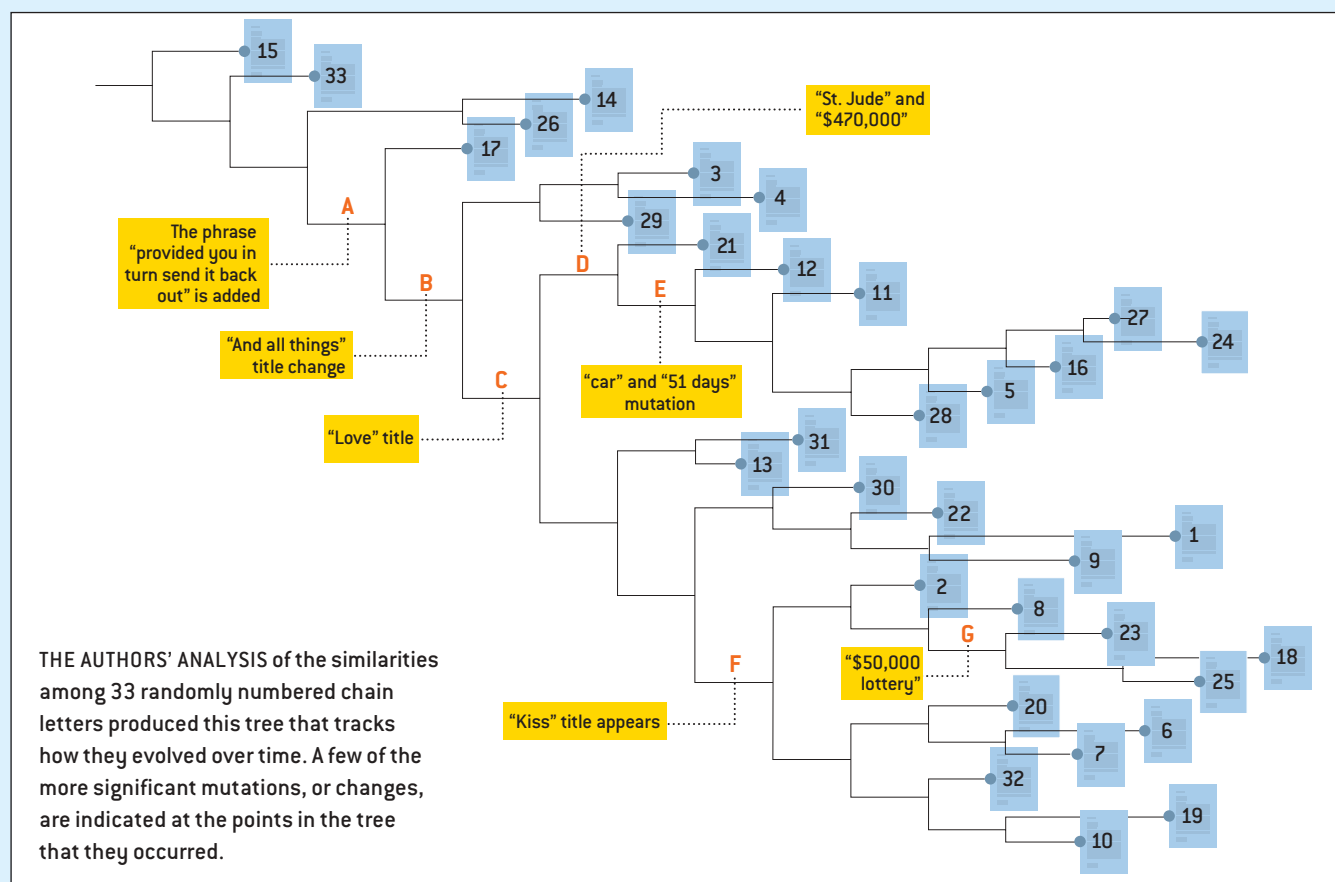 15
33
14
26
17
"St. Jude" and
"$470,000"
3
4
29
A
The phrase
"provided you in
turn send it back
out" is added
21
D
12
B
E
11
"And all things"
title change
27
24
16
5
28
C
"car" and "51 days"
mutation
"Love" title
31
13
30
22
1
9
2
8
G
23
18
25
"$50,000
lottery"
F
"Kiss" title appears
20
6
7
32
19
10
THE AUTHORS' ANALYSIS of the similarities
among 33 randomly numbered chain
letters produced this tree that tracks
how they evolved over time. A few of the
more significant mutations, or changes,
are indicated at the points in the tree
that they occurred.